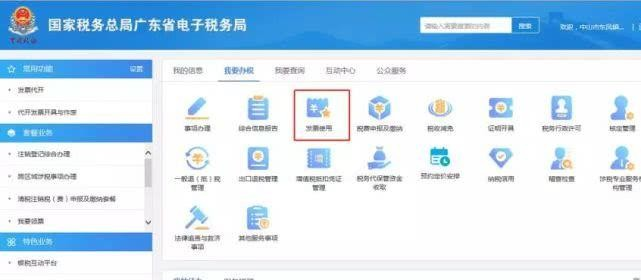 国家税务总局广东省电子税务局
请输入需要搜索的内容
搜索
欢迎，中山市东凤镇...
常用功能
设置
发票代开
代开发票开具与作废
套餐业务
注销登记综合办理
跨区域涉税事项办理
清税注销税（费）申报及缴纳套餐
我要领票
特色业务
银税互动平台
我的信息
我要办税
我要查询
互动中心
公众服务
事项办理
综合信息报告
发票使用
税费申报及缴纳
税收减免
证明开具
税务行政许可
核定管理
一般退（抵）税管理
出口退税管理
增值税抵扣凭证管理
税务代保管资金收取
预约定价安排
纳税信用
稽查检查
涉税专业服务机构管理
法律追责与救济事项
其他服务事项